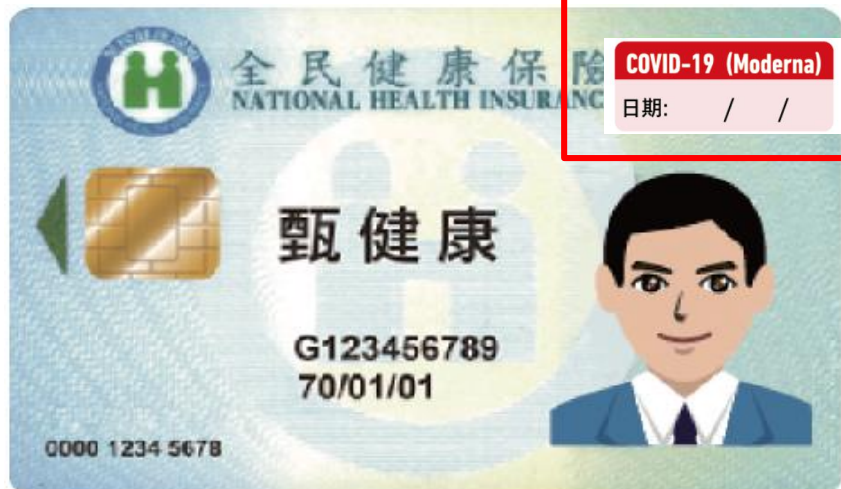 全民健康保險
NATIONAL HEALTH INSURANC
COVID-19 (Moderna)
日期: / /
甄健康
G123456789
70/01/01
0000 1234 5678